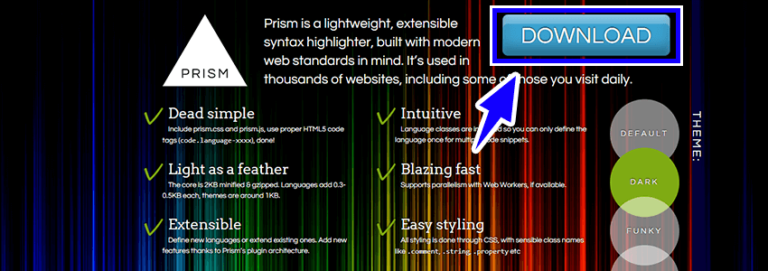 PRISM
Prism is a lightweight, extensible
syntax highlighter, built with modern
web standards in mind. It's used in
thousands of websites, including some of those you visit daily.
DOWNLOAD
Dead simple
Include prism.css and prism.js, use proper HTML5 code
tags (code.language-xxxx), done!
Intuitive
Language classes are inherited so you can only define the
language once for multiple code snippets.
Light as a feather
The core is 2KB minified & gzipped. Languages add 0.3-
0.5KB each, themes are around 1KB.
Blazing fast
Supports parallelism with Web Workers, if available.
Extensible
Define new languages or extend existing ones. Add new
features thanks to Prism's plugin architecture.
Easy styling
All styling is done through CSS, with sensible class names
like .comment, .string, .property etc
THEME:
DEFAULT
DARK
FUNKY